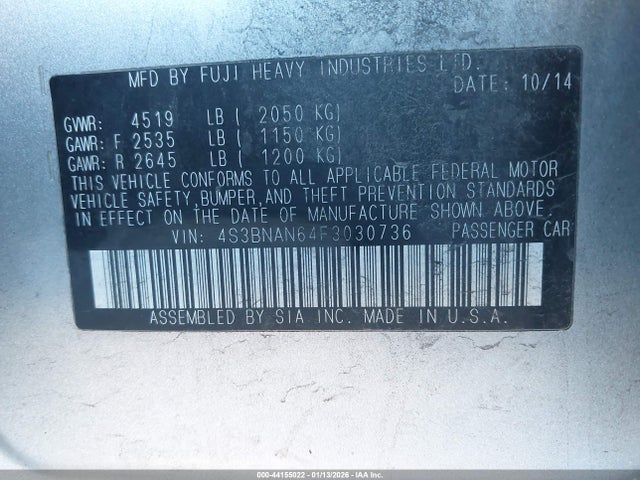 MFD BY FUJI HEAVY INDUSTRIES LTD.
DATE: 10/14
GVWR: 4519 LB ( 2050 KG)
GAWR: F 2535 LB ( 1150 KG)
GAWR: R 2645 LB ( 1200 KG)
THIS VEHICLE CONFORMS TO ALL APPLICABLE FEDERAL MOTOR
VEHICLE SAFETY,BUMPER,AND THEFT PREVENTION STANDARDS
IN EFFECT ON THE DATE OF MANUFACTURE SHOWN ABOVE.
VIN: 4S3BNAN64F3030736 PASSENGER CAR
ASSEMBLED BY SIA INC. MADE IN U.S.A.
000-44155022 - 01/13/2026 - IAA Inc.